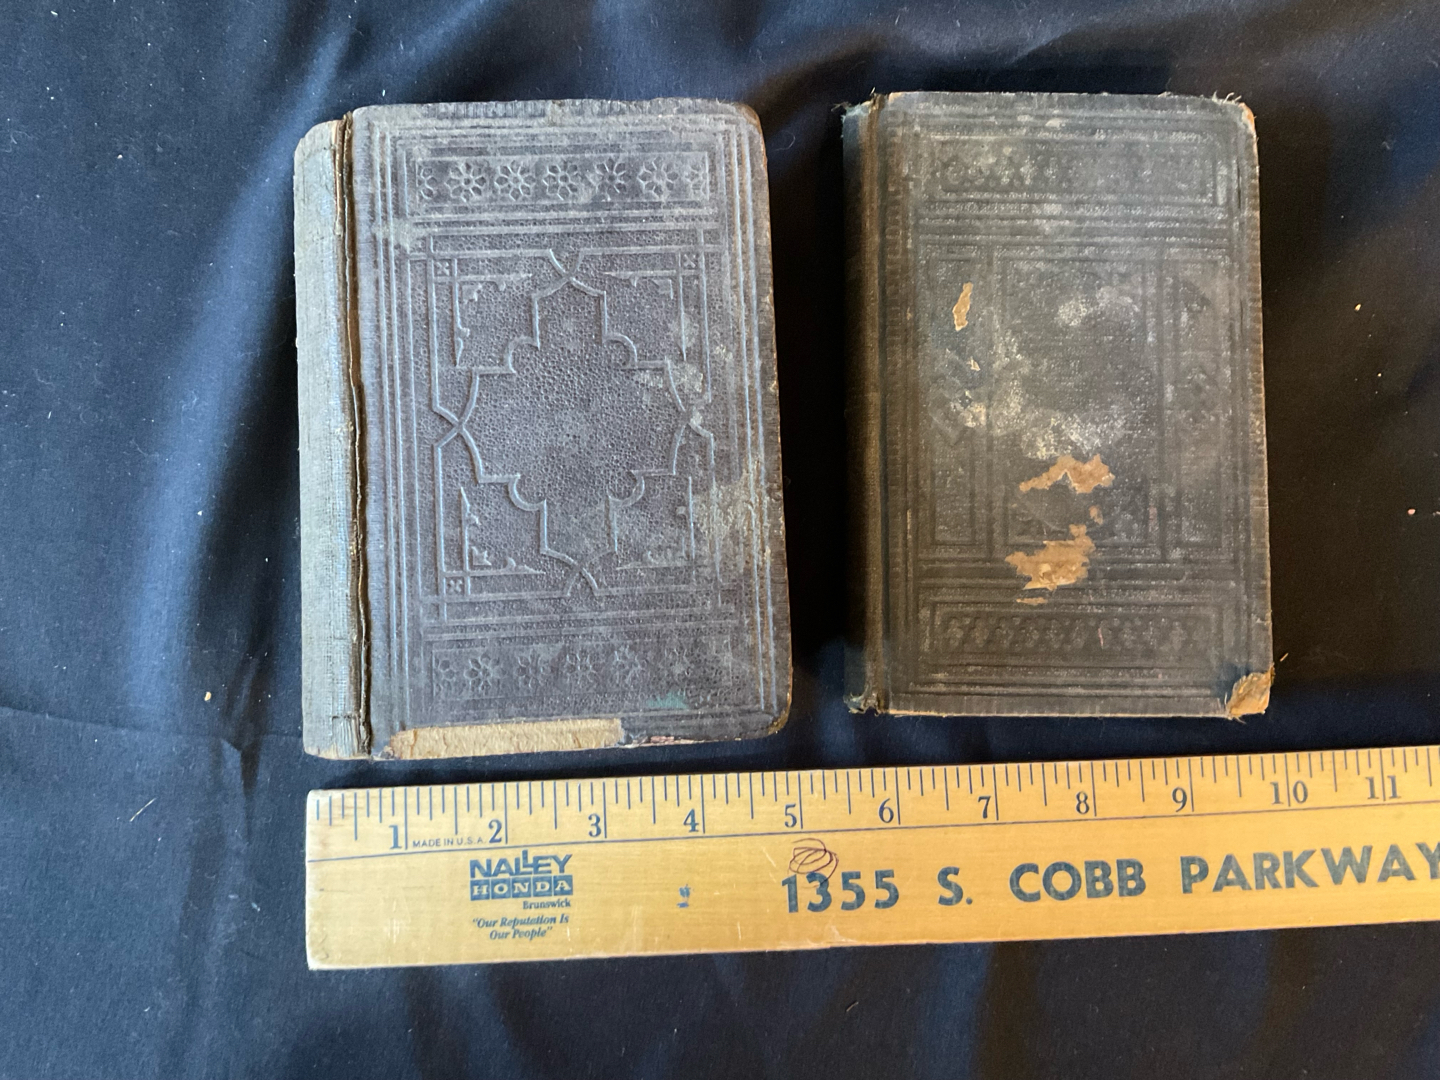 1 2 3 4 5 6 7 8 9 10 11
MADE IN U.S.A.
NALLEY
HONDA
Brunswick
"Our Reputation Is
Our People"
1355 S. COBB PARKWAY